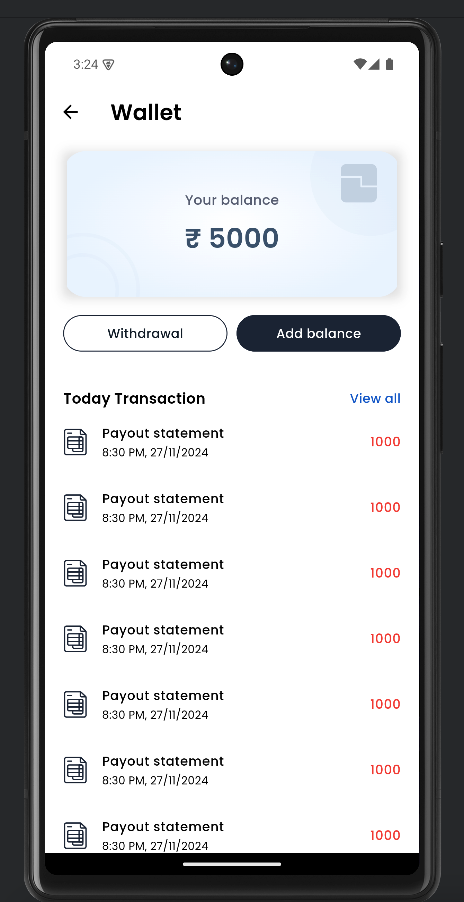 3:24
Wallet
Your balance
₹ 5000
Withdrawal
Add balance
Today Transaction
View all
Payout statement
8:30 PM, 27/11/2024
1000
Payout statement
8:30 PM, 27/11/2024
1000
Payout statement
8:30 PM, 27/11/2024
1000
Payout statement
8:30 PM, 27/11/2024
1000
Payout statement
8:30 PM, 27/11/2024
1000
Payout statement
8:30 PM, 27/11/2024
1000
Payout statement
8:30 PM, 27/11/2024
1000